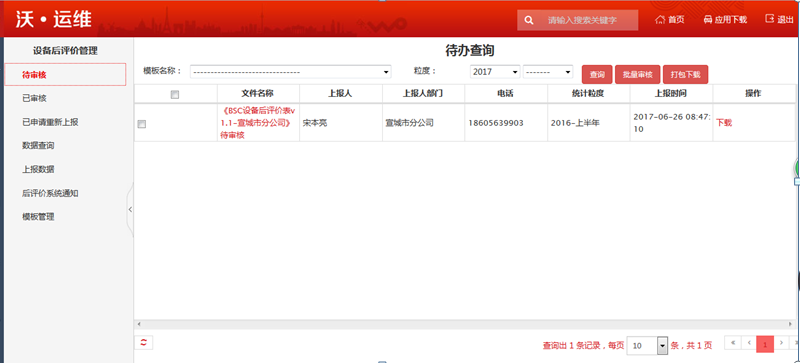 沃·运维
请输入搜索关键字
首页
应用下载
退出
设备后评价管理
待审核
已审核
已申请重新上报
数据查询
上报数据
后评价系统通知
模板管理
待办查询
模板名称：
------------------------------
粒度：
2017
-------
查询
批量审核
打包下载
文件名称
上报人
上报人部门
电话
统计粒度
上报时间
操作
《BSC设备后评价表v
1.1-宣城市分公司》
待审核
宋本亮
宣城市分公司
18605639903
2016-上半年
2017-06-26 08:47:
10
下载
查询出 1 条记录，每页 10 条，共 1 页
« ‹ 1 › »